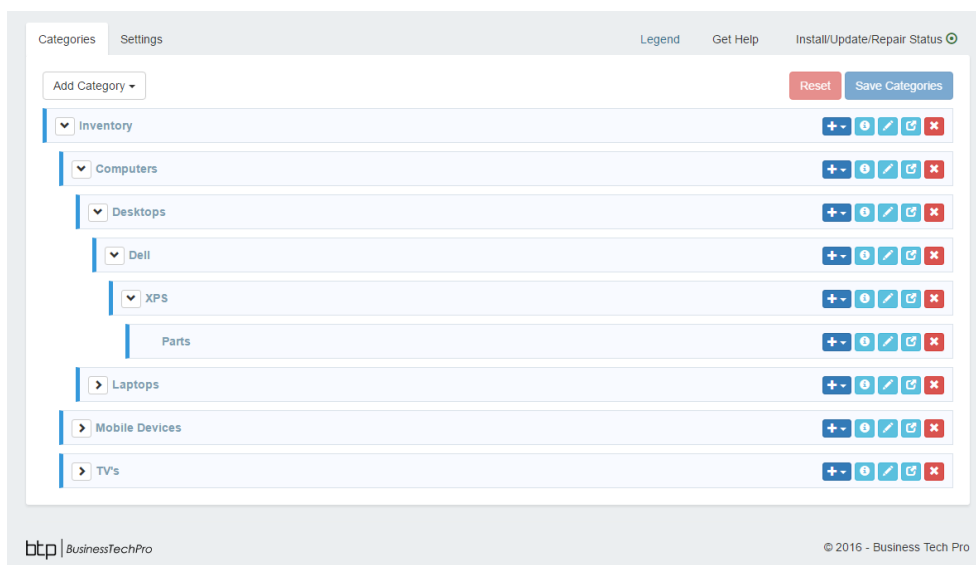 Categories Settings Legend Get Help Install/Update/Repair Status
Add Category Reset Save Categories
Inventory
Computers
Desktops
Dell
XPS
Parts
Laptops
Mobile Devices
TV's
btp BusinessTechPro © 2016 - Business Tech Pro